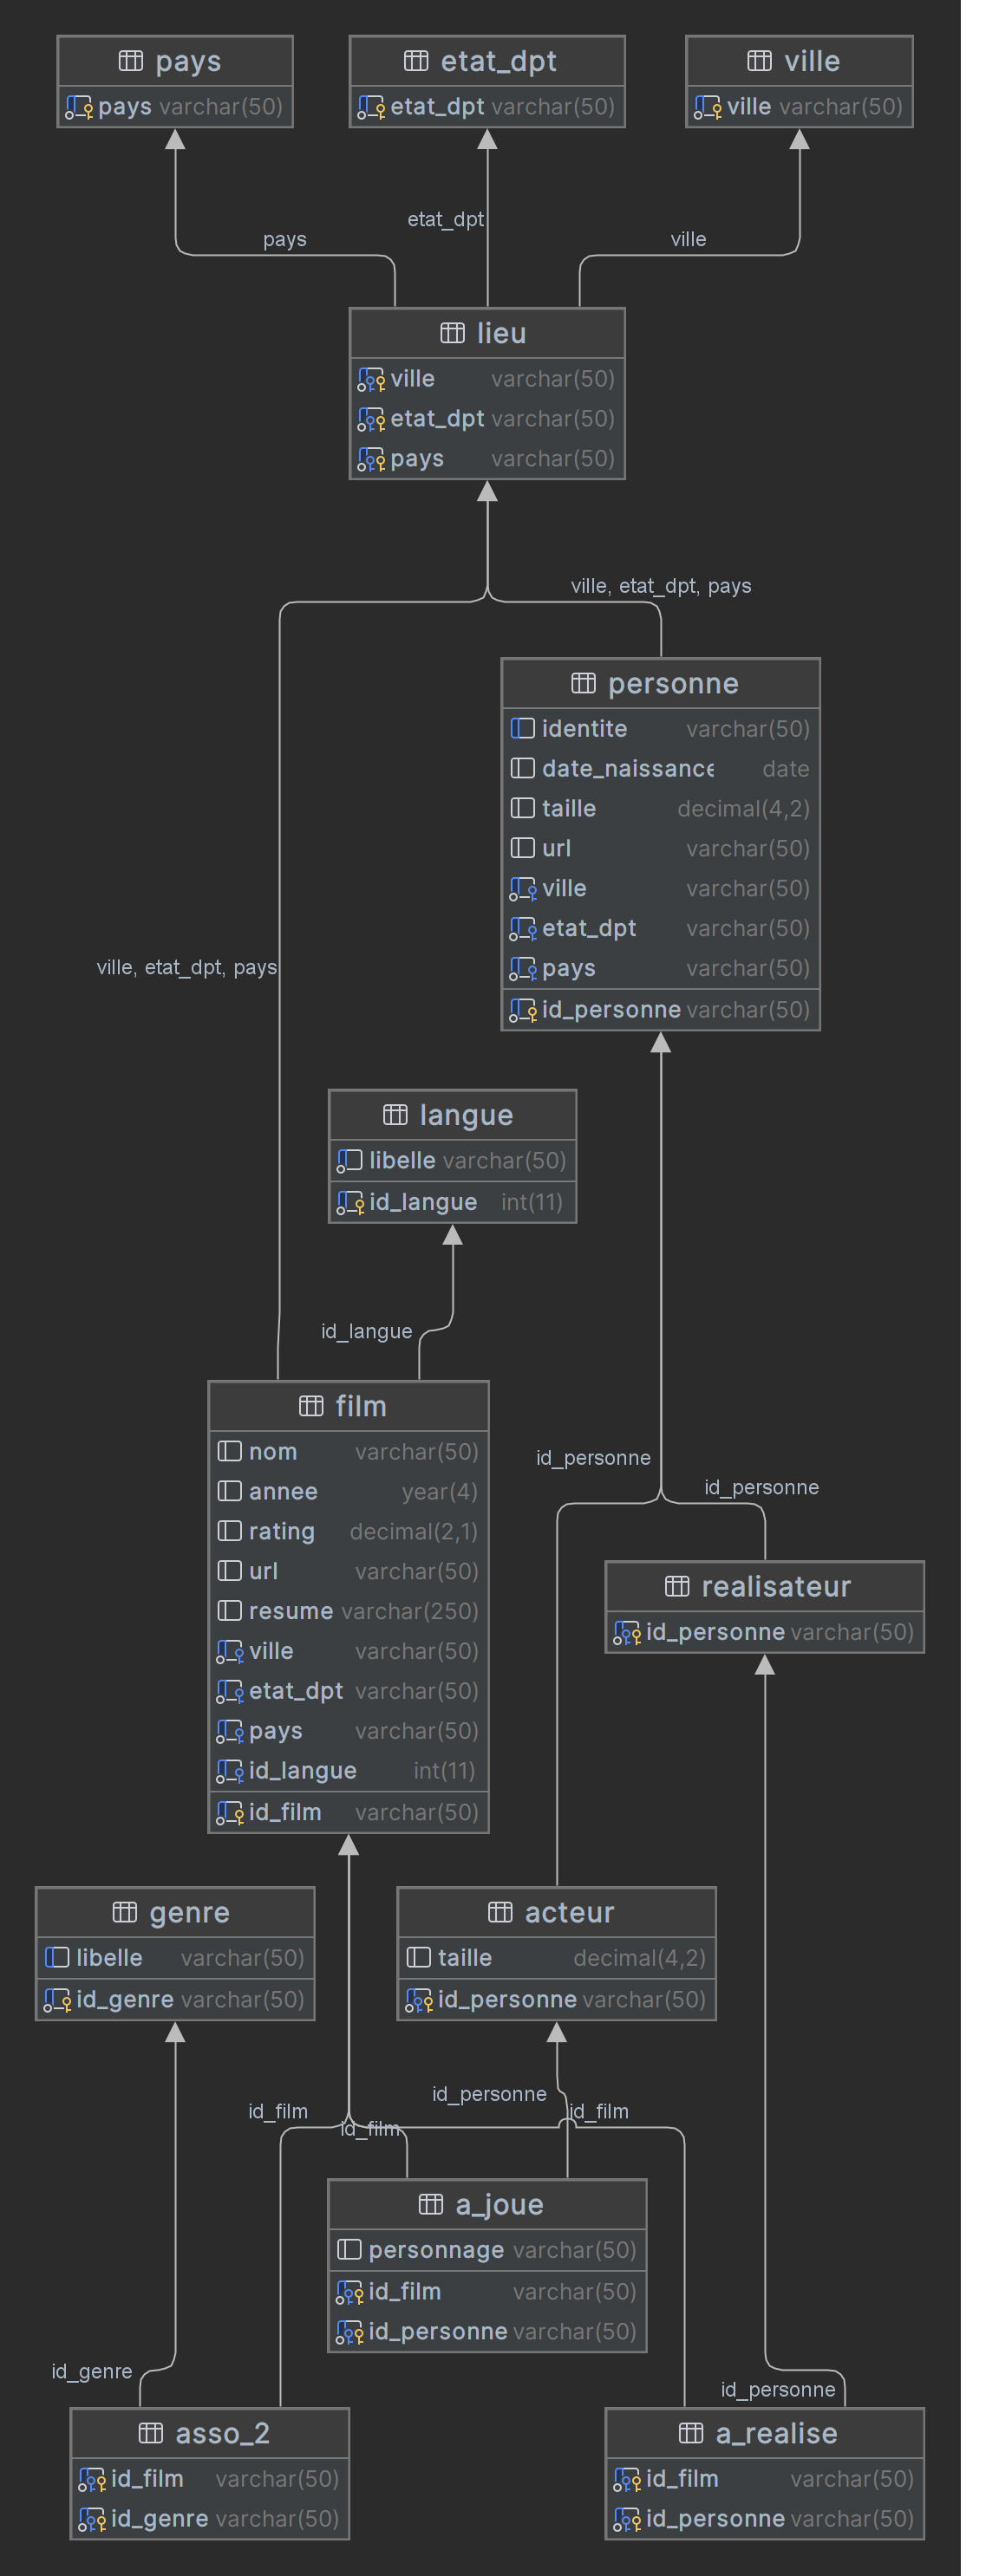 pays
pays varchar(50)
etat_dpt
etat_dpt varchar(50)
ville
ville varchar(50)
pays
etat_dpt
ville
lieu
ville varchar(50)
etat_dpt varchar(50)
pays varchar(50)
ville, etat_dpt, pays
personne
identite varchar(50)
date_naissance date
taille decimal(4,2)
url varchar(50)
ville varchar(50)
etat_dpt varchar(50)
pays varchar(50)
id_personne varchar(50)
ville, etat_dpt, pays
langue
libelle varchar(50)
id_langue int(11)
id_langue
film
nom varchar(50)
annee year(4)
rating decimal(2,1)
url varchar(50)
resume varchar(250)
ville varchar(50)
etat_dpt varchar(50)
pays varchar(50)
id_langue int(11)
id_film varchar(50)
id_personne
id_personne
realisateur
id_personne varchar(50)
genre
libelle varchar(50)
id_genre varchar(50)
acteur
taille decimal(4,2)
id_personne varchar(50)
id_personne
id_film
id_film
id_film
a_joue
personnage varchar(50)
id_film varchar(50)
id_personne varchar(50)
id_genre
id_personne
asso_2
id_film varchar(50)
id_genre varchar(50)
a_realise
id_film varchar(50)
id_personne varchar(50)